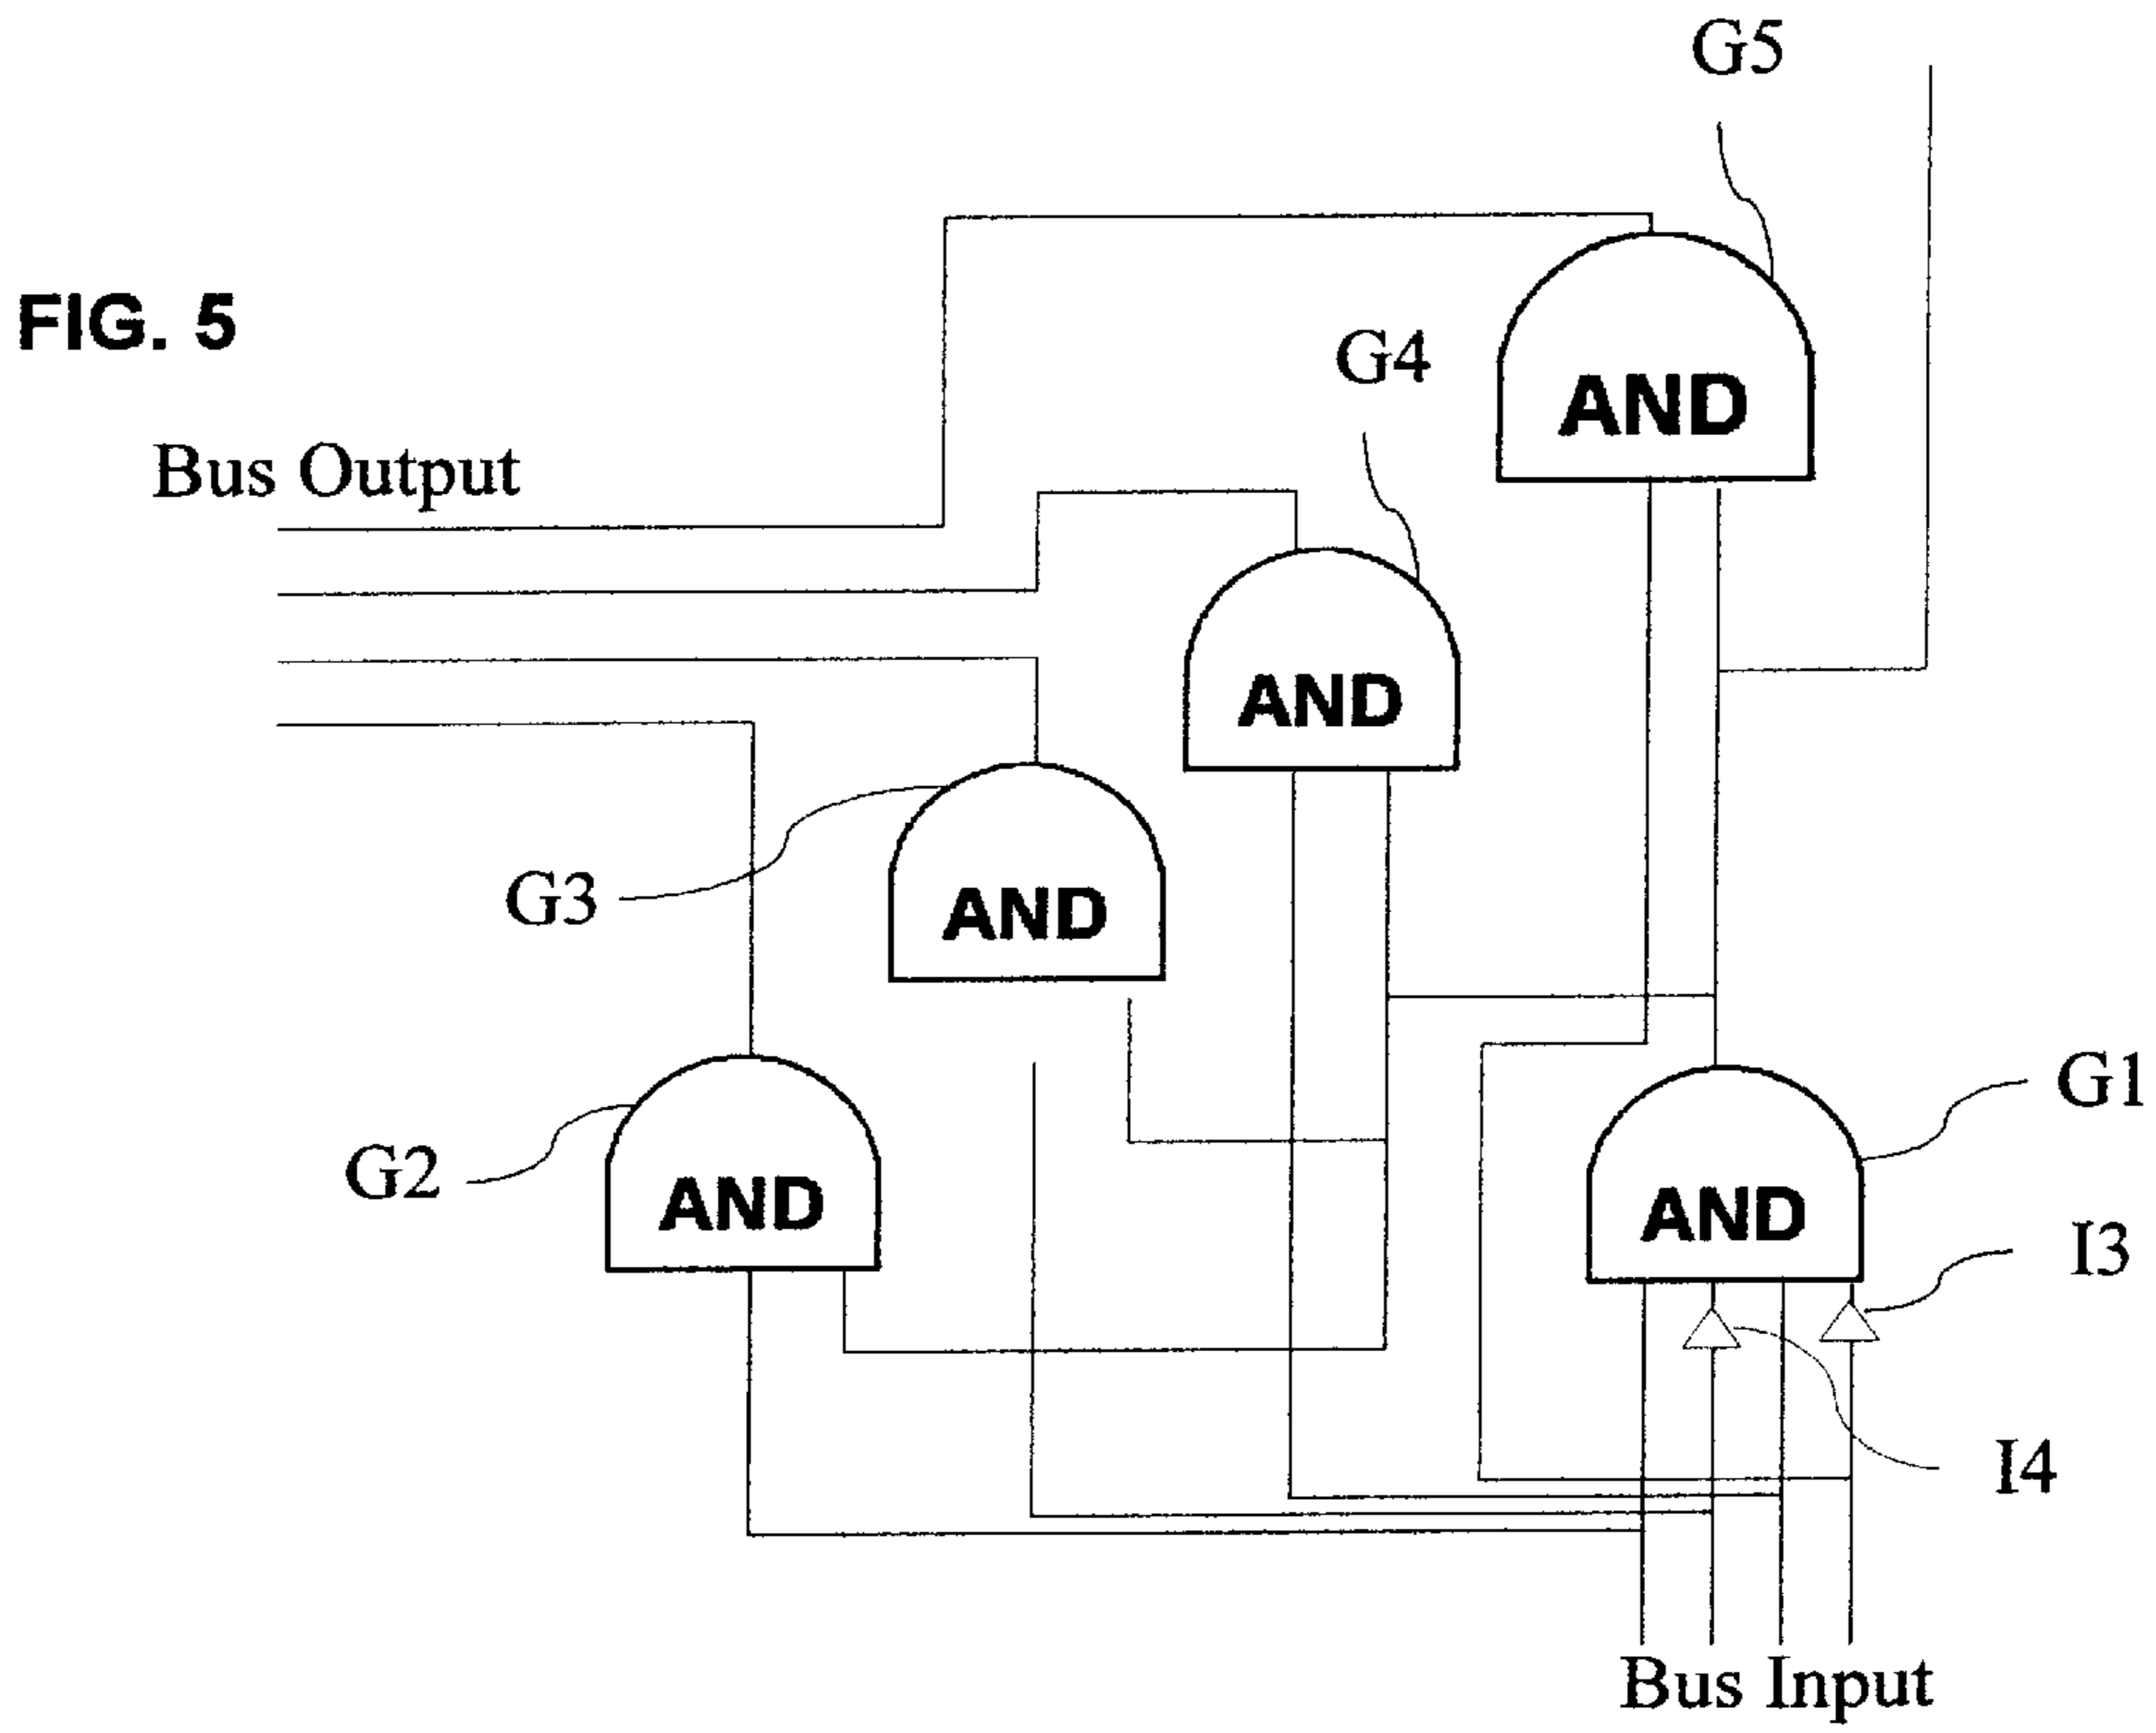 G5
FIG. 5
G4
AND
Bus Output
AND
G3
AND
G1
G2
AND
AND
I3
I4
Bus Input